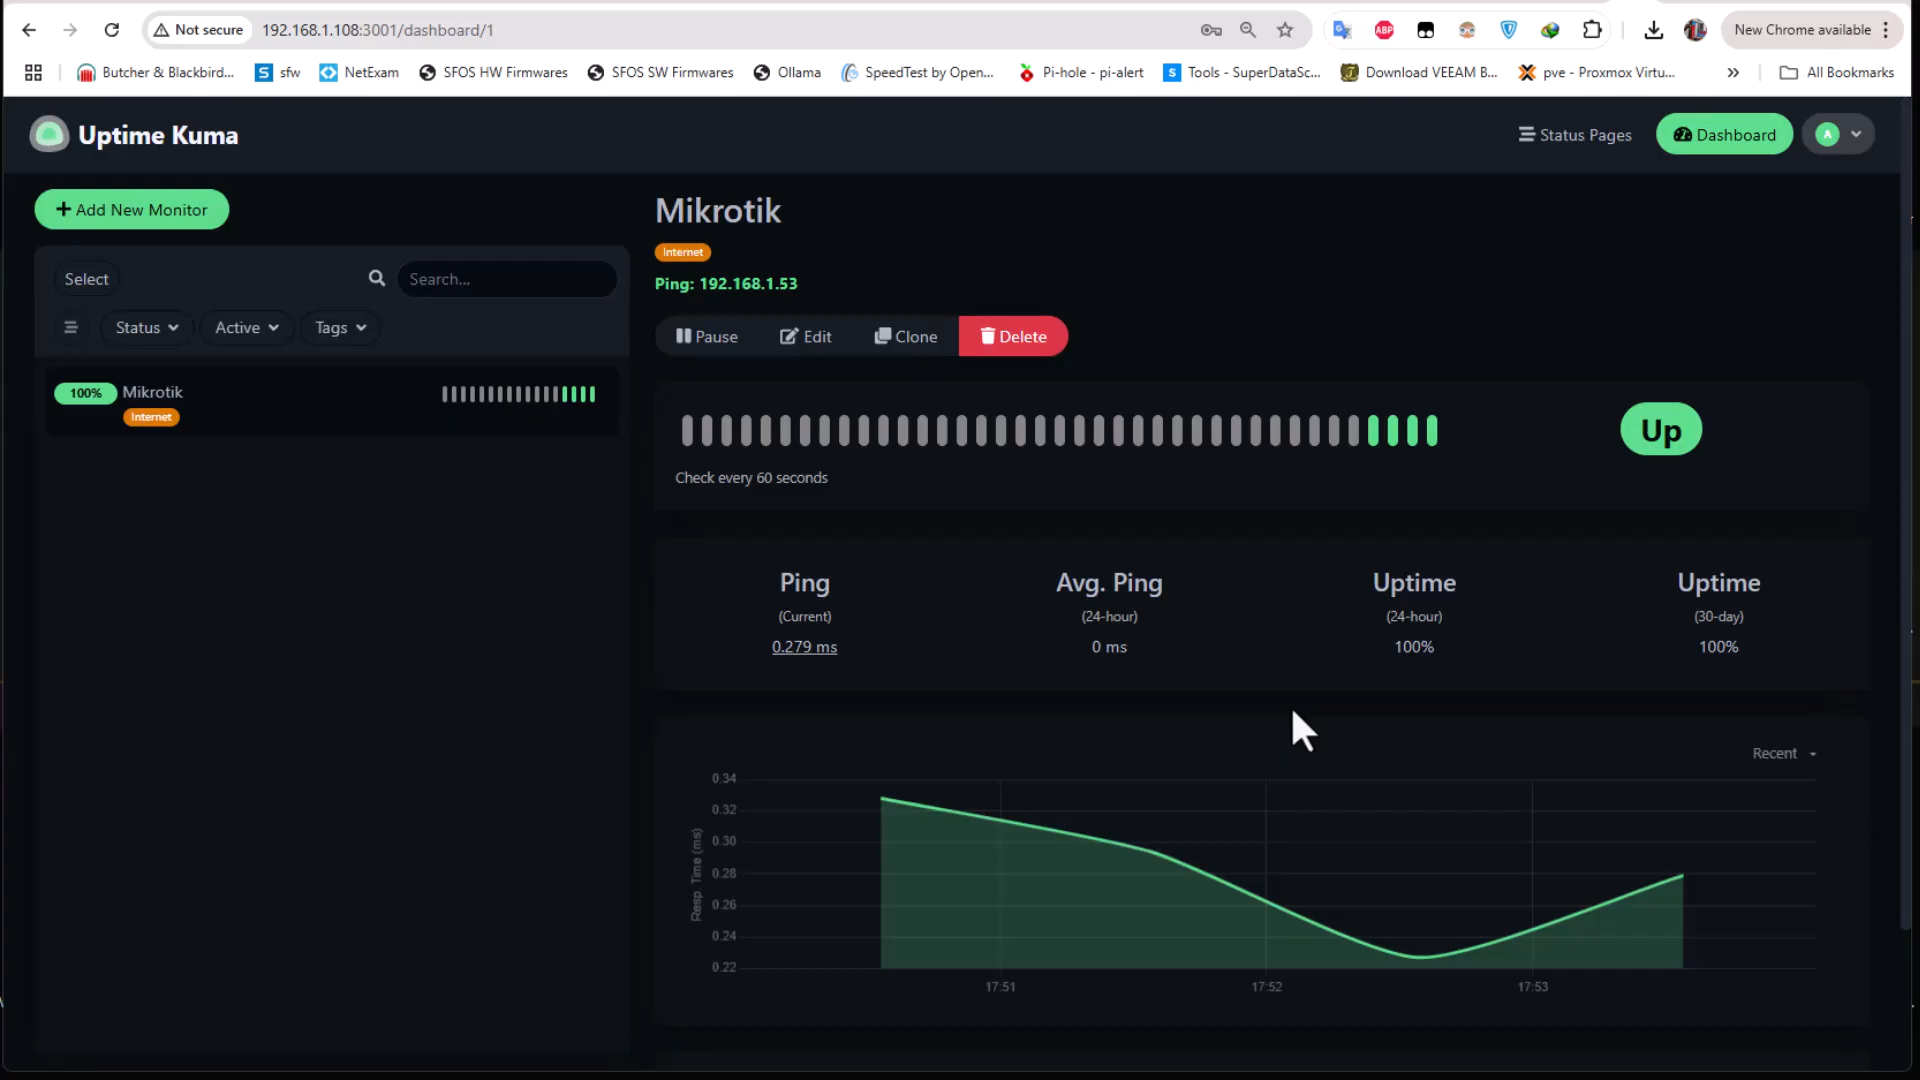 Not secure
192.168.1.108:3001/dashboard/1
ABP
New Chrome available
Butcher & Blackbird...
S
sfw
NetExam
SFOS HW Firmwares
SFOS SW Firmwares
Ollama
SpeedTest by Open...
Pi-hole - pi-alert
S
Tools - SuperDataSc...
Download VEEAM B...
pve - Proxmox Virtu...
All Bookmarks
Uptime Kuma
Status Pages
Dashboard
A
+ Add New Monitor
Select
Search...
Status
Active
Tags
100%
Mikrotik
Internet
Mikrotik
Internet
Ping: 192.168.1.53
Pause
Edit
Clone
Delete
Up
Check every 60 seconds
Ping
(Current)
0.279 ms
Avg. Ping
(24-hour)
0 ms
Uptime
(24-hour)
100%
Uptime
(30-day)
100%
Recent
Resp. Time (ms)
0.34
0.32
0.30
0.28
0.26
0.24
0.22
17:51
17:52
17:53